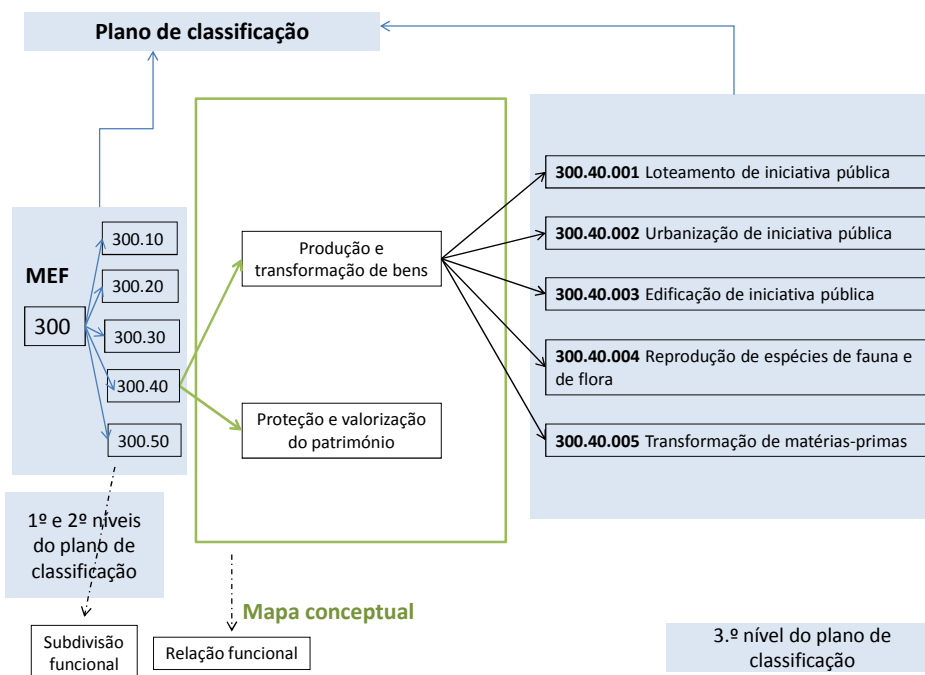 Plano de classificação
MEF
300
300.10
300.20
300.30
300.40
300.50
1º e 2º níveis
do plano de
classificação
Subdivisão
funcional
Produção e
transformação de bens
Proteção e valorização
do património
Mapa conceptual
Relação funcional
300.40.001 Loteamento de iniciativa pública
300.40.002 Urbanização de iniciativa pública
300.40.003 Edificação de iniciativa pública
300.40.004 Reprodução de espécies de fauna e
de flora
300.40.005 Transformação de matérias-primas
3.º nível do plano de
classificação